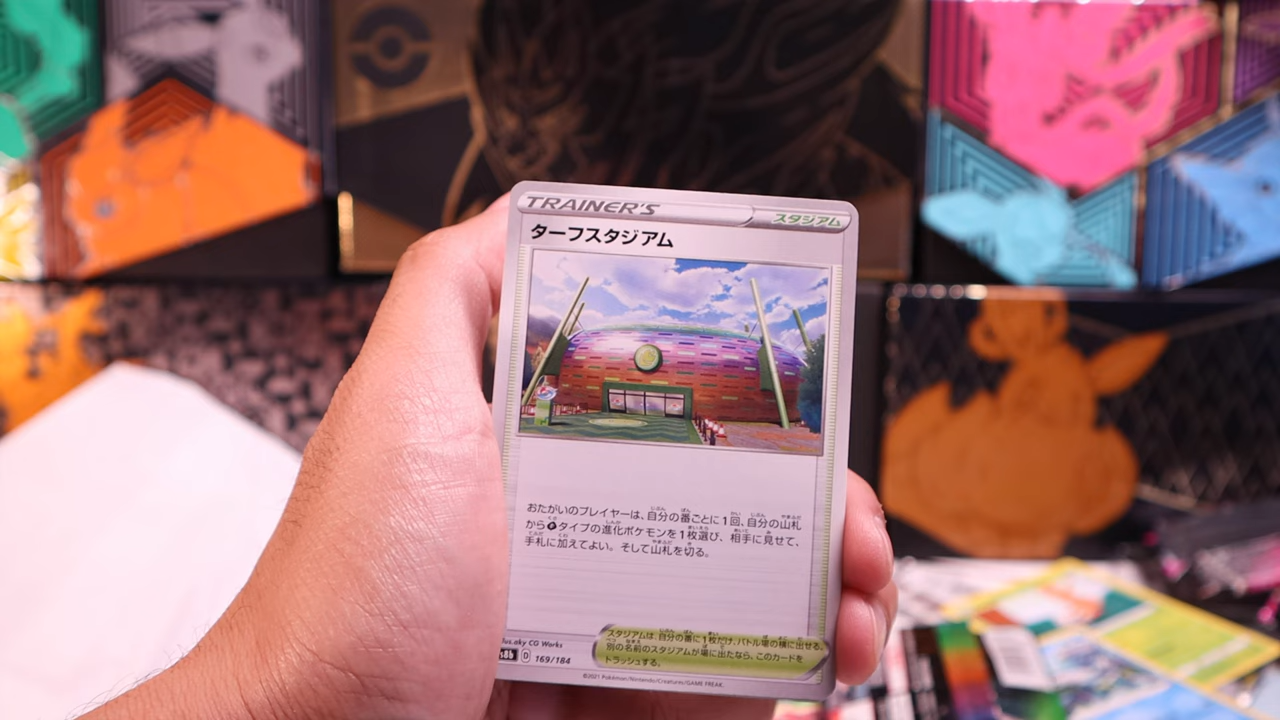 TRAINER'S
スタジアム
ターフスタジアム
おたがいのプレイヤーは、自分の番ごとに1回、自分の山札
からタイプの進化ポケモンを1枚選び、相手に見せて、
手札に加えてよい。そして山札を切る。
スタジアムは、自分の番に1枚だけ、バトル場の横に出せる。
別の名前のスタジアムが場に出たなら、このカードを
トラッシュする。
lus.aky CG Works
s8b D 169/184
©2021 Pokémon/Nintendo/Creatures/GAME FREAK.